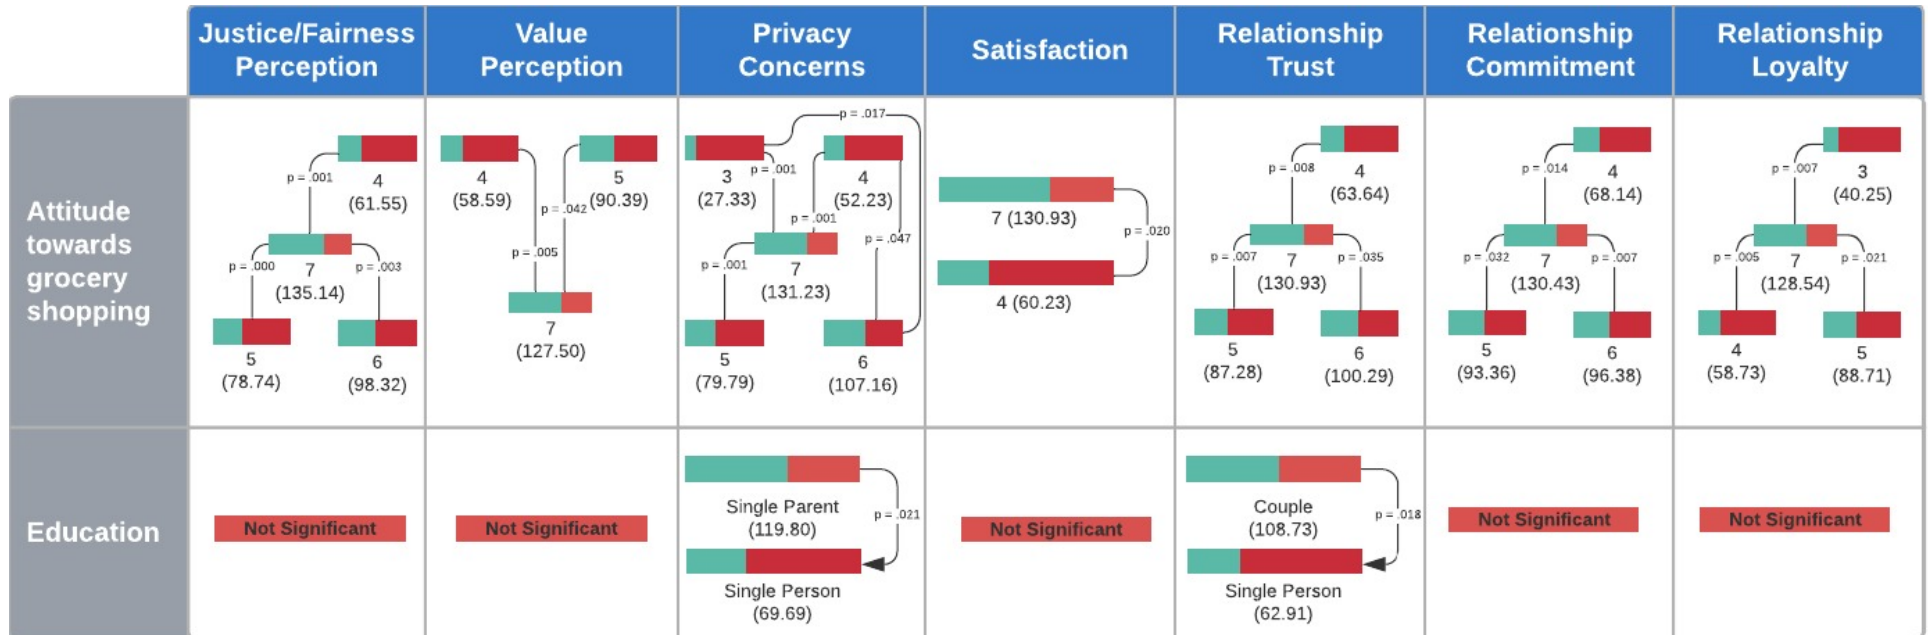 Justice/Fairness
Perception
Value
Perception
Privacy
Concerns
Satisfaction
Relationship
Trust
Relationship
Commitment
Relationship
Loyalty
Attitude
towards
grocery
shopping
p = .001
4
(61.55)
p = .000
7
(135.14)
p = .003
5
(78.74)
6
(98.32)
4
(58.59)
5
(90.39)
p = .042
p = .005
7
(127.50)
p = .017
3
(27.33)
p = .001
4
(52.23)
p = .001
p = .047
p = .001
7
(131.23)
5
(79.79)
6
(107.16)
7 (130.93)
p = .020
4 (60.23)
p = .008
4
(63.64)
p = .007
7
(130.93)
p = .035
5
(87.28)
6
(100.29)
p = .014
4
(68.14)
p = .032
7
(130.43)
p = .007
5
(93.36)
6
(96.38)
p = .007
3
(40.25)
p = .005
7
(128.54)
p = .021
4
(58.73)
5
(88.71)
Education
Not Significant
Not Significant
Single Parent
(119.80)
p = .021
Single Person
(69.69)
Not Significant
Couple
(108.73)
p = .018
Single Person
(62.91)
Not Significant
Not Significant